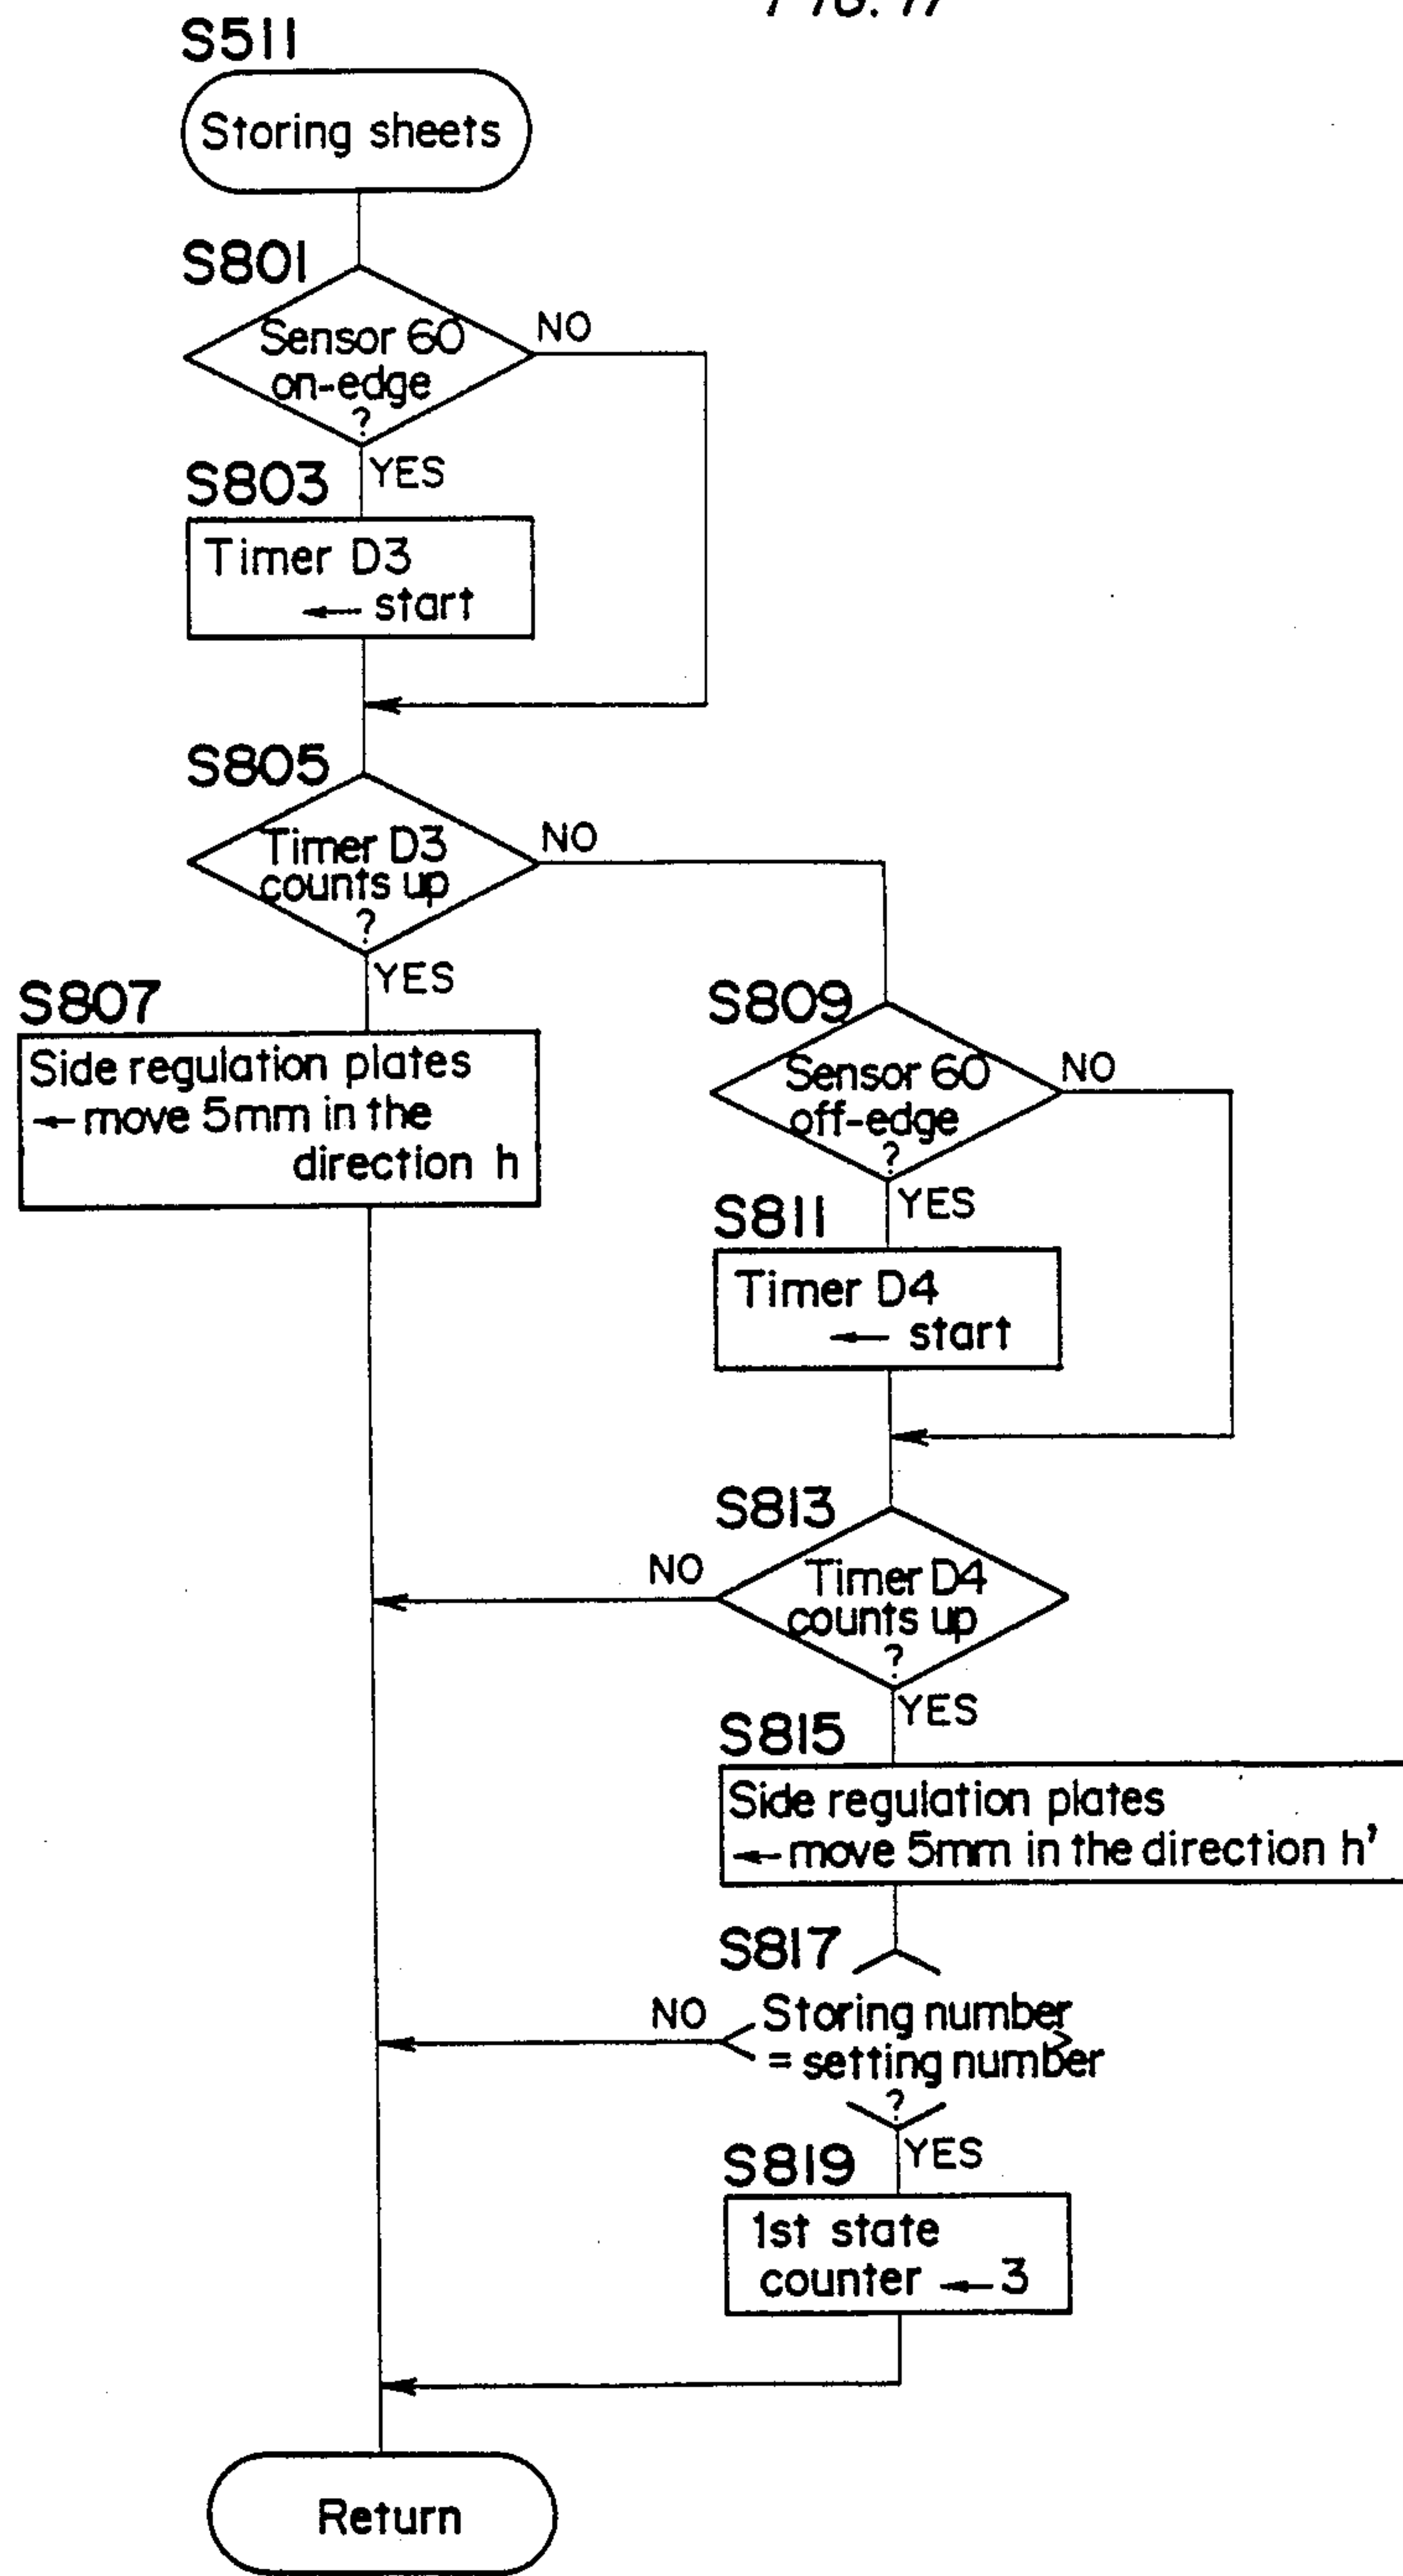 S511
Storing sheets
S801
Sensor 60
on-edge
?
NO
YES
S803
Timer D3
← start
S805
Timer D3
counts up
?
NO
YES
S807
Side regulation plates
← move 5mm in the
direction h
S809
Sensor 60
off-edge
?
NO
YES
S811
Timer D4
← start
S813
NO
Timer D4
counts up
?
YES
S815
Side regulation plates
← move 5mm in the direction h'
S817
NO
Storing number
= setting number
?
YES
S819
1st state
counter ← 3
Return